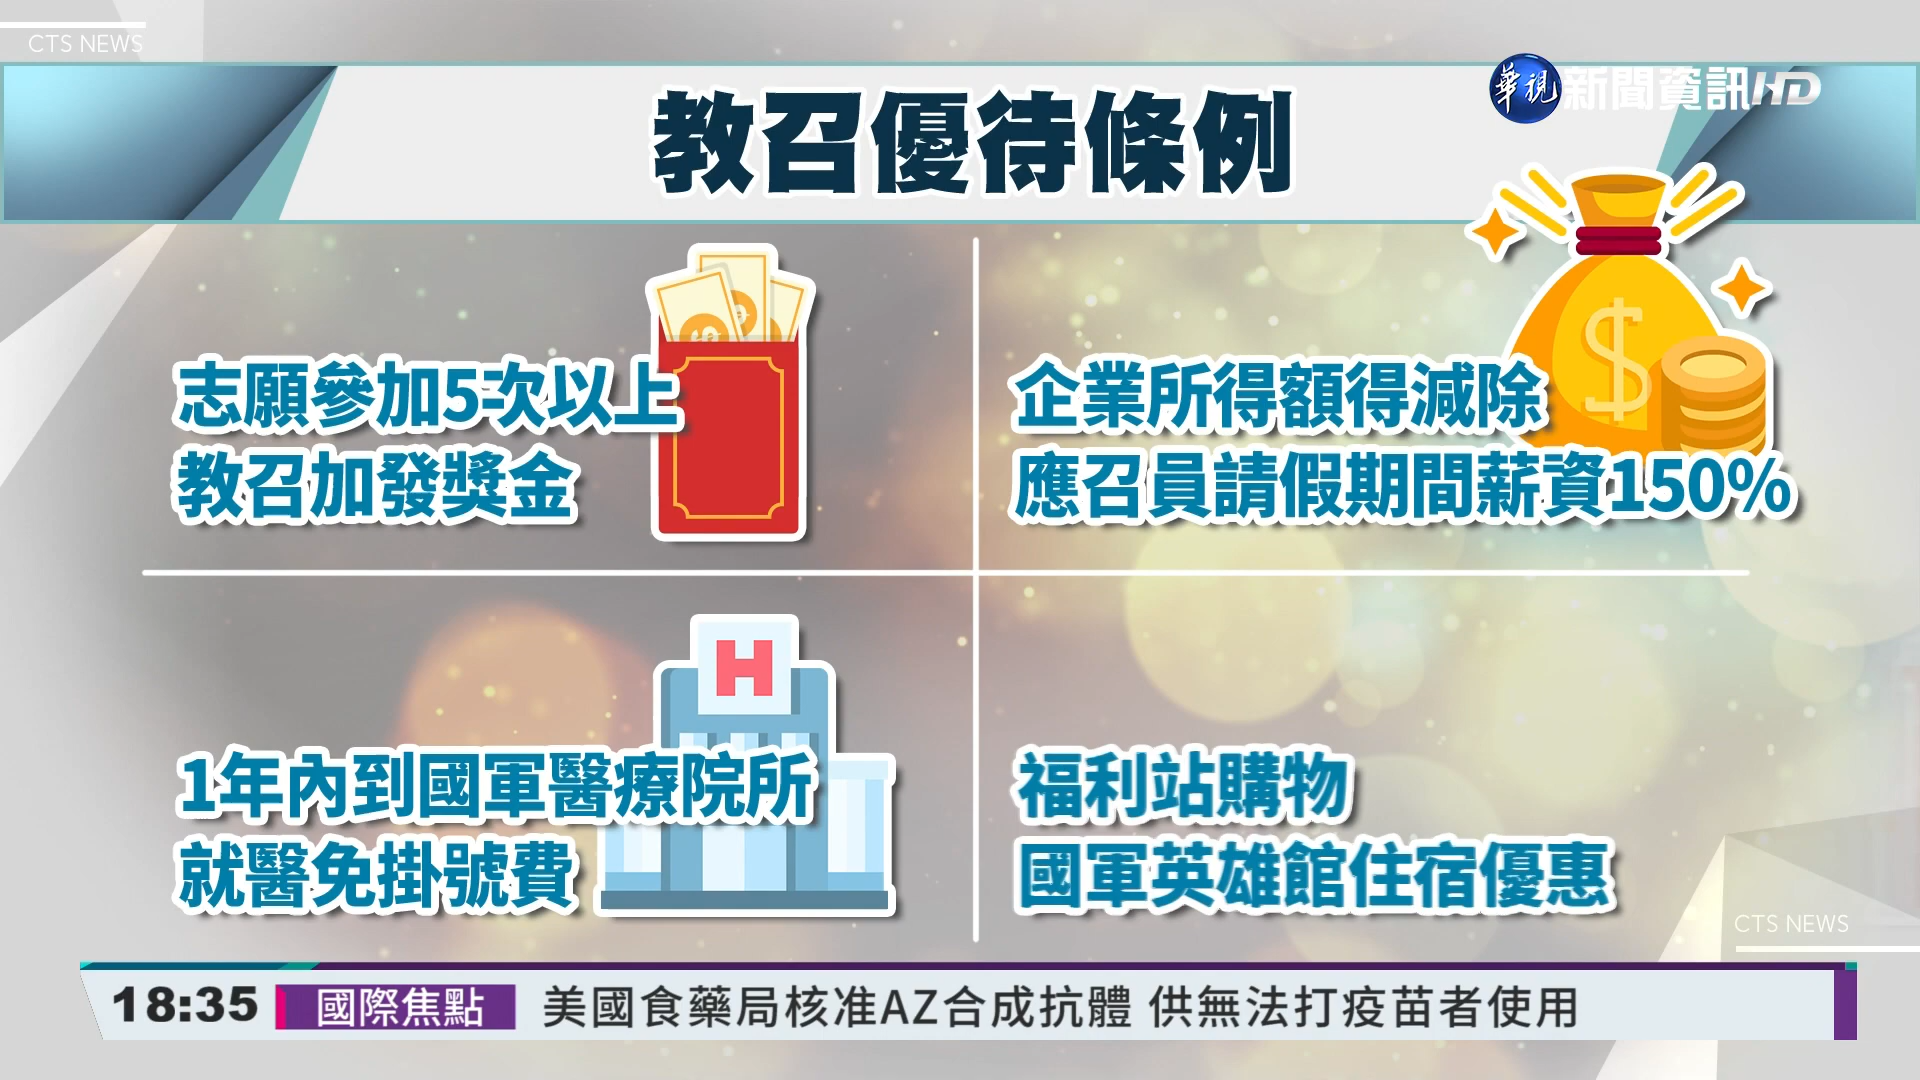 CTS NEWS
華視新聞資訊HD
教召優待條例
志願參加5次以上
教召加發獎金
企業所得額得減除
應召員請假期間薪資150%
1年內到國軍醫療院所
就醫免掛號費
福利站購物
國軍英雄館住宿優惠
CTS NEWS
18:35 國際焦點 美國食藥局核准AZ合成抗體 供無法打疫苗者使用